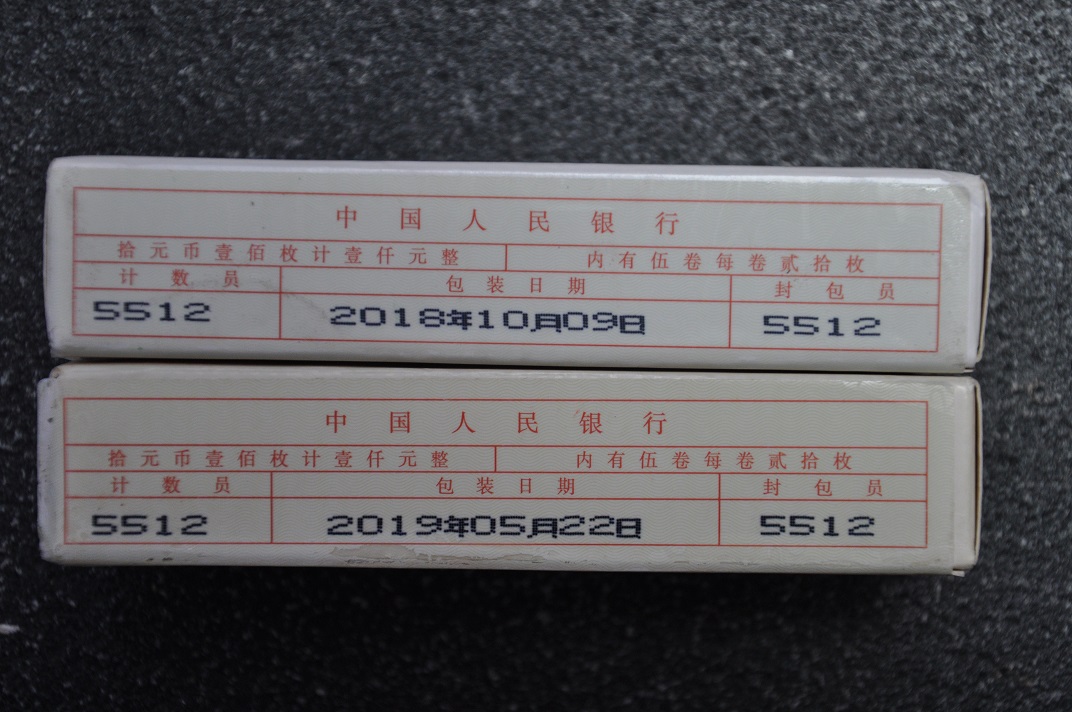 中国人民银行
拾元币壹佰枚计壹仟元整 内有伍卷每卷贰拾枚
计数员 包装日期 封包员
5512 2018年10月09日 5512
中国人民银行
拾元币壹佰枚计壹仟元整 内有伍卷每卷贰拾枚
计数员 包装日期 封包员
5512 2019年05月22日 5512